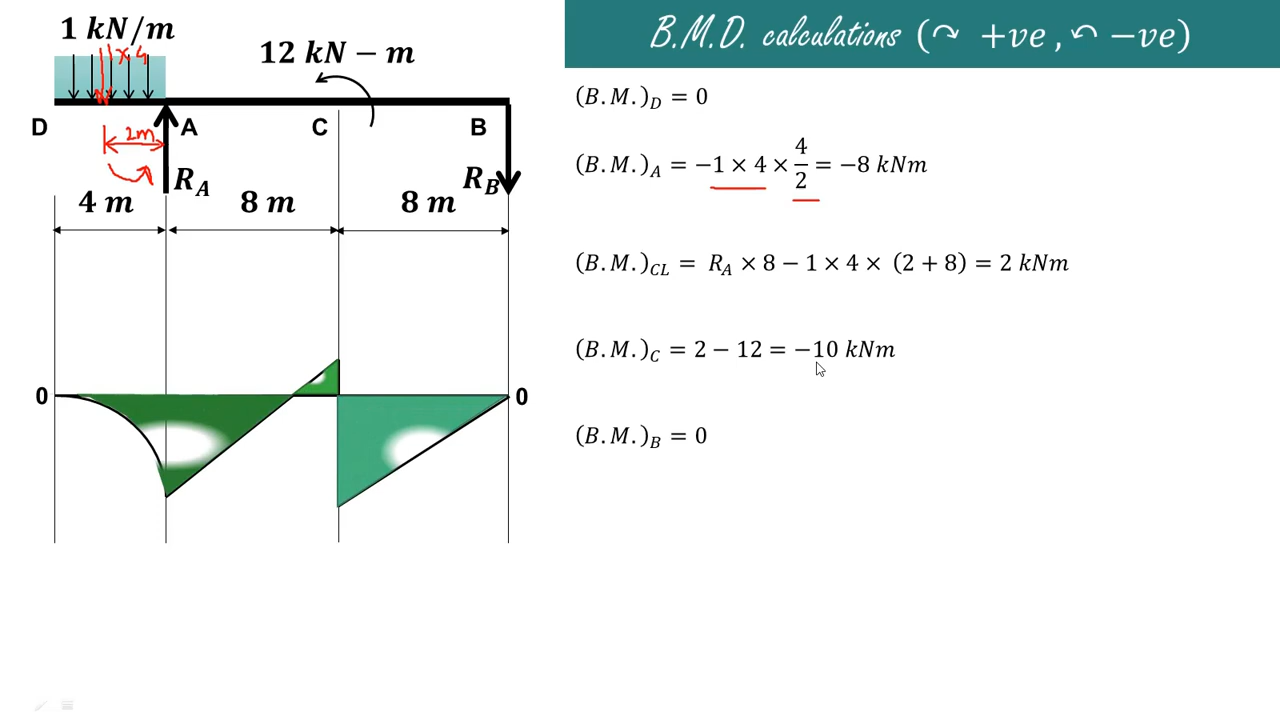 1 kN/m
1×4
12 kN − m
D
A
C
B
2m
R_A
R_B
4 m
8 m
8 m
0
0
B.M.D. calculations (↷ +ve , ↶ −ve)
(B.M.)_D = 0
(B.M.)_A = −1 × 4 × 4/2 = −8 kNm
(B.M.)_CL = R_A × 8 − 1 × 4 × (2 + 8) = 2 kNm
(B.M.)_C = 2 − 12 = −10 kNm
(B.M.)_B = 0